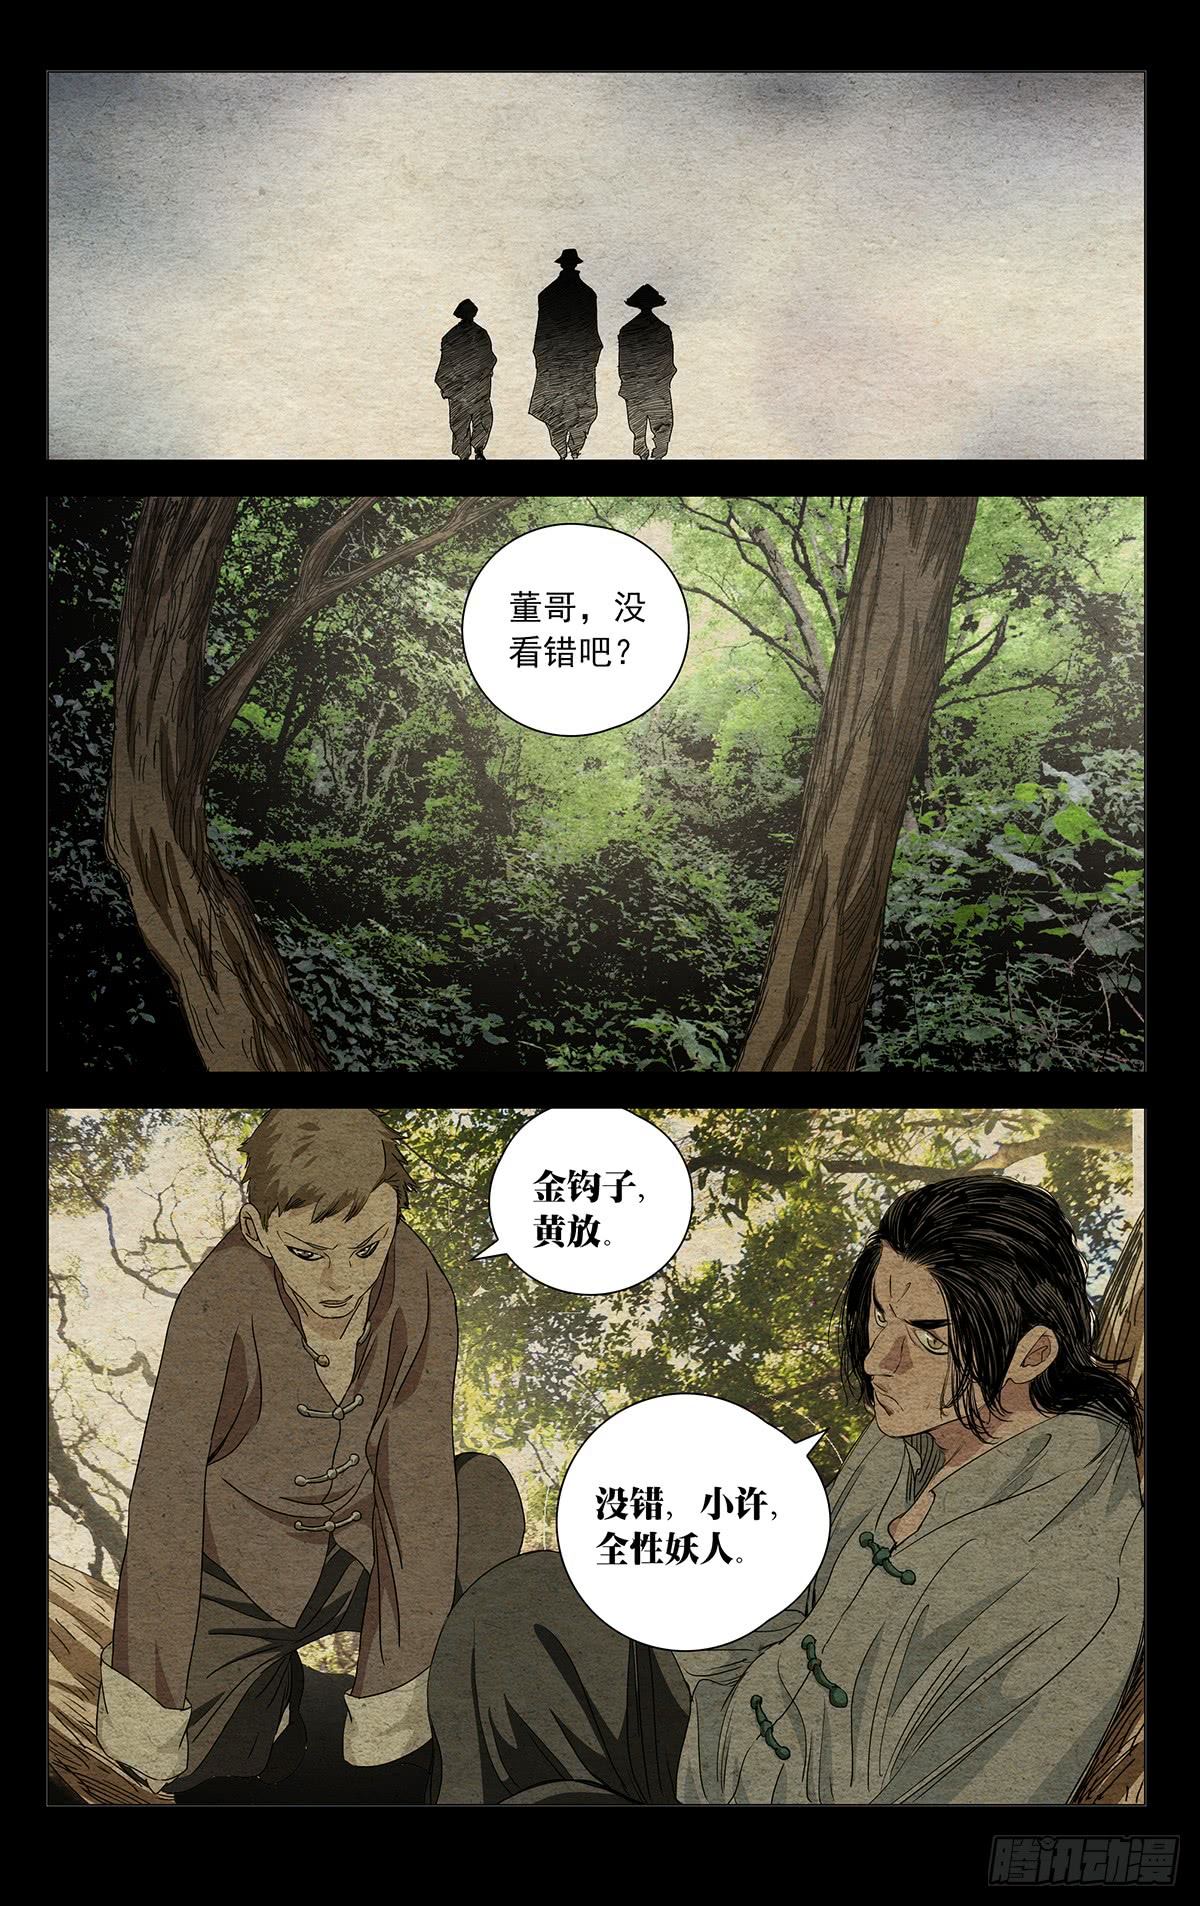 董哥，没
看错吧？
金钩子，
黄放。
没错，小许，
全性妖人。
腾讯动漫